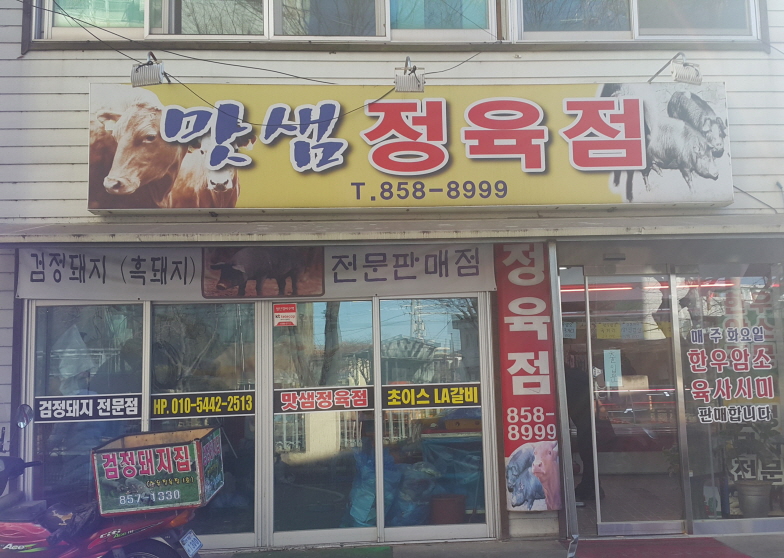 맛샘 정육점
T.858-8999
검정돼지 (흑돼지) 전문판매점
정육점
858-
8999
매주 화요일
한우암소
육사시미
판매합니다
전문
검정돼지 전문점
HP. 010-5442-2513
맛샘정육점
초이스 LA갈비
검정돼지집
857-1330